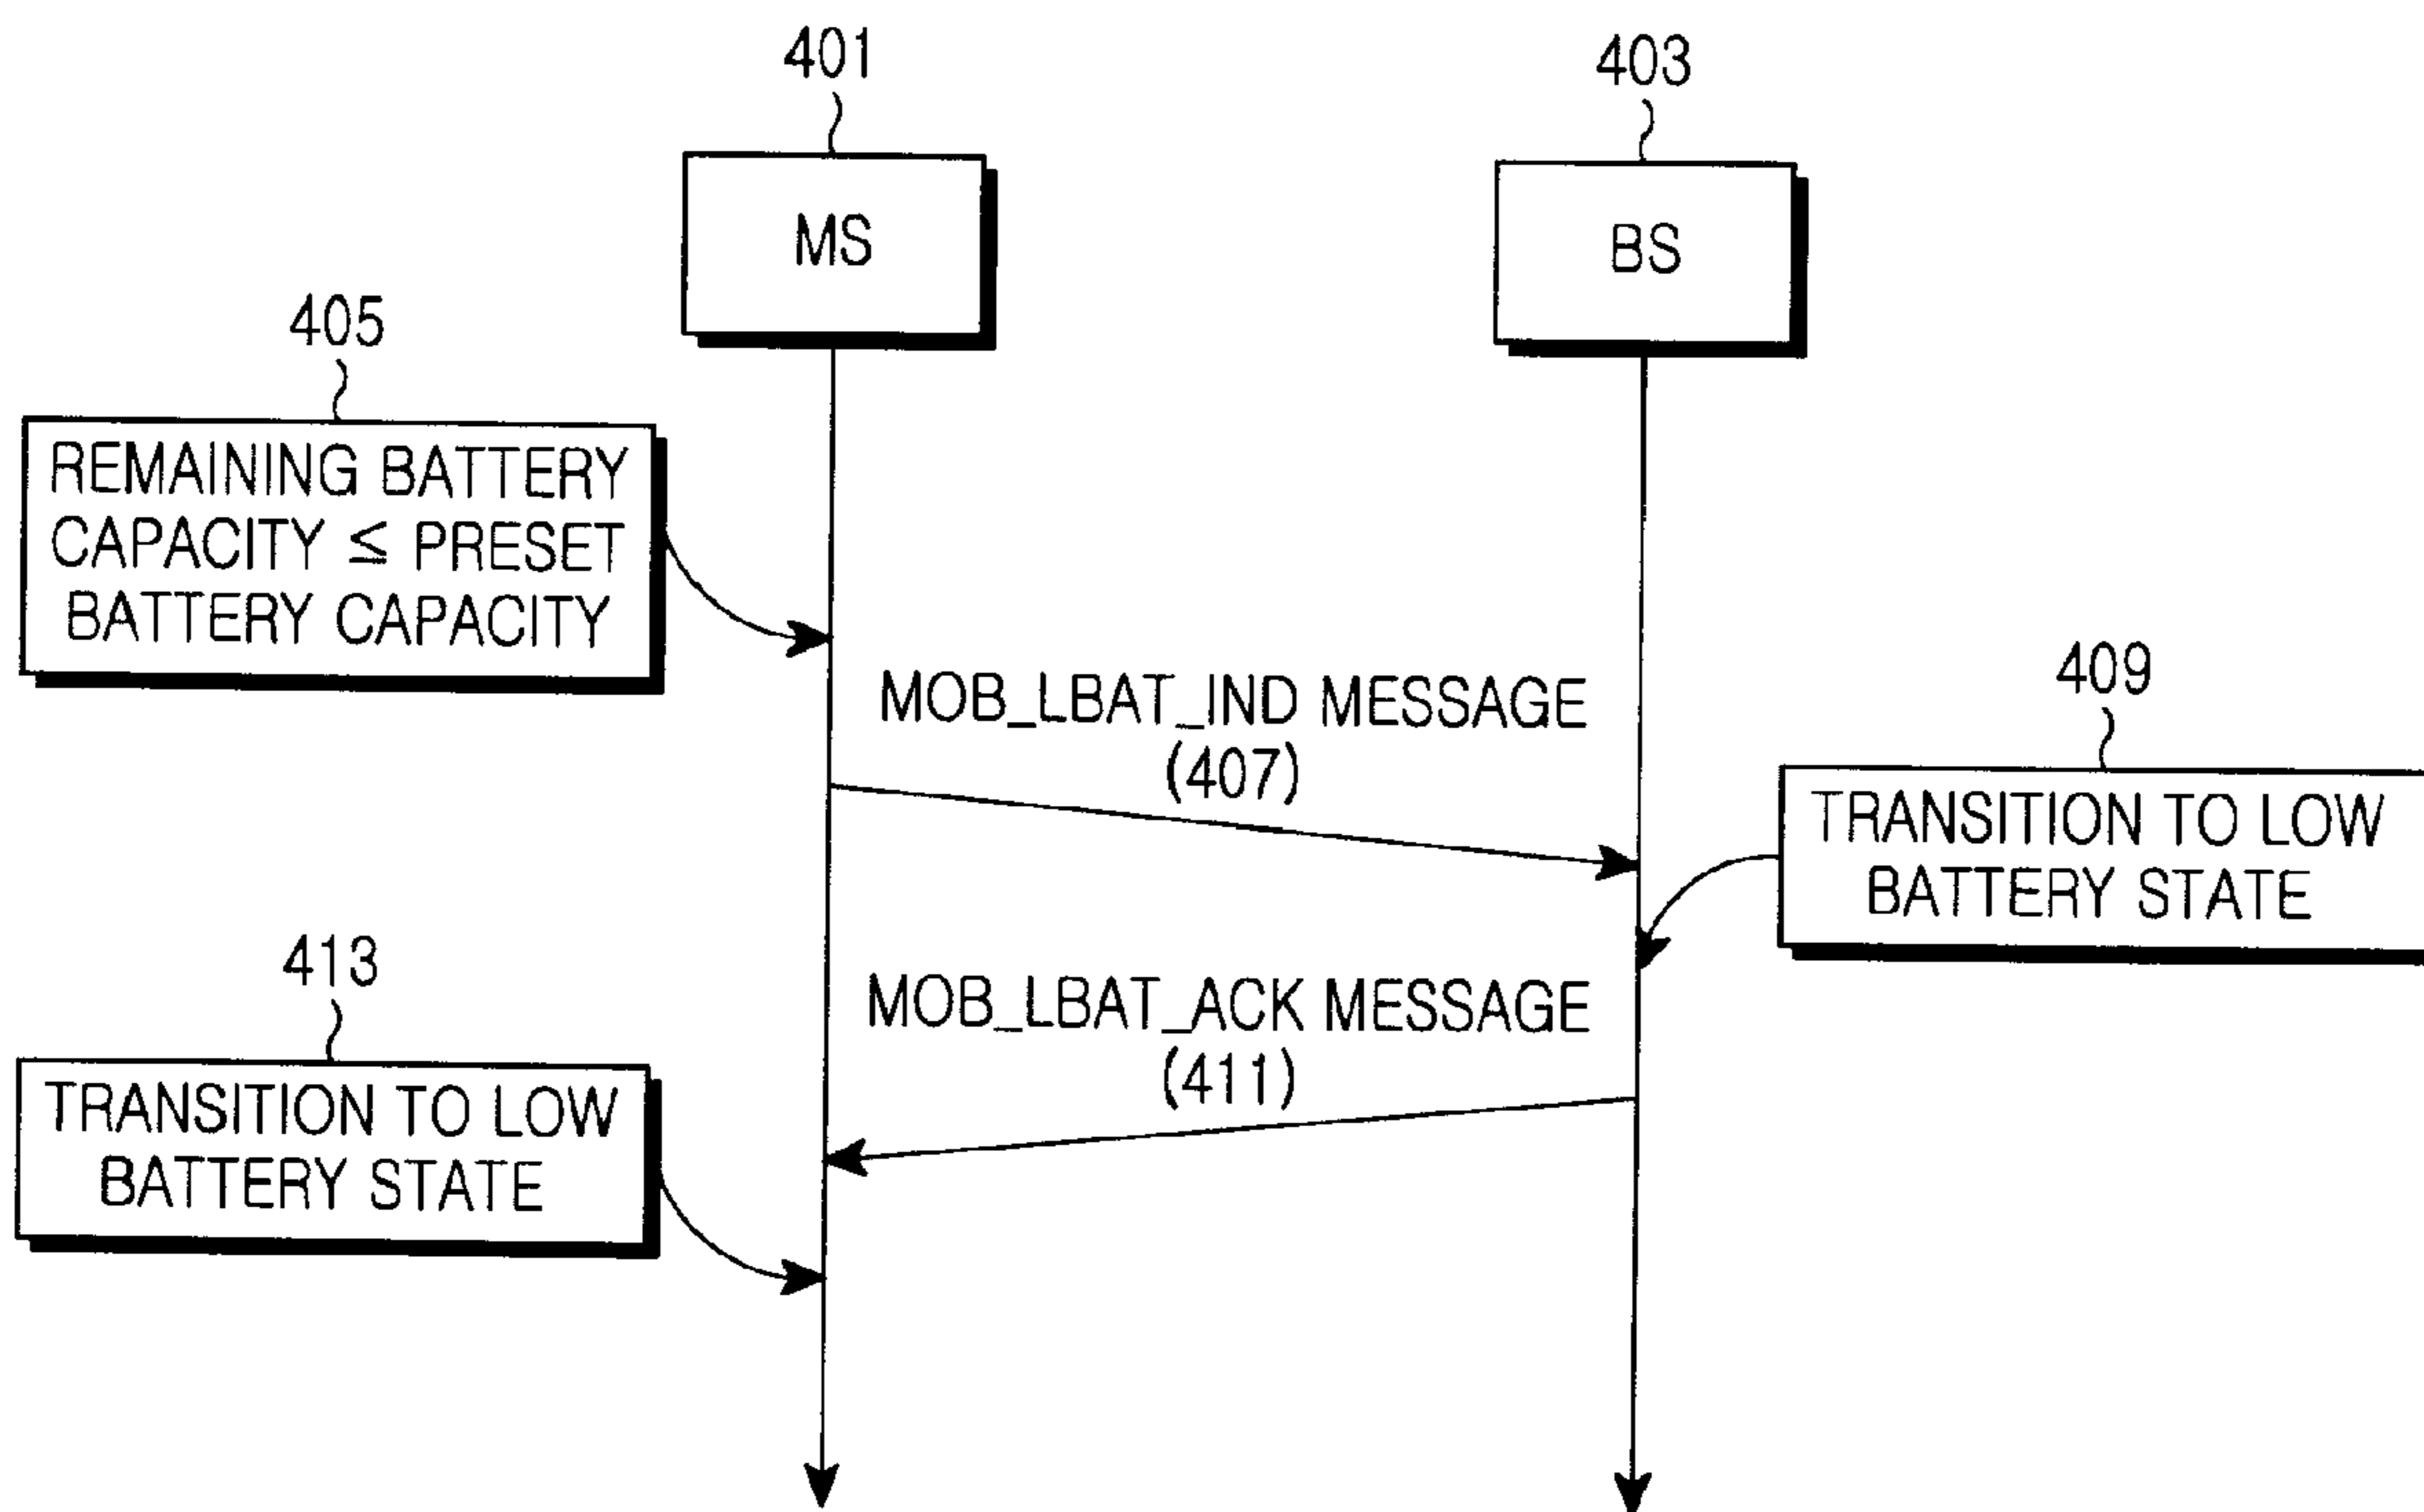 401
403
MS
BS
405
REMAINING BATTERY
CAPACITY ≤ PRESET
BATTERY CAPACITY
MOB_LBAT_IND MESSAGE
(407)
409
TRANSITION TO LOW
BATTERY STATE
413
MOB_LBAT_ACK MESSAGE
(411)
TRANSITION TO LOW
BATTERY STATE